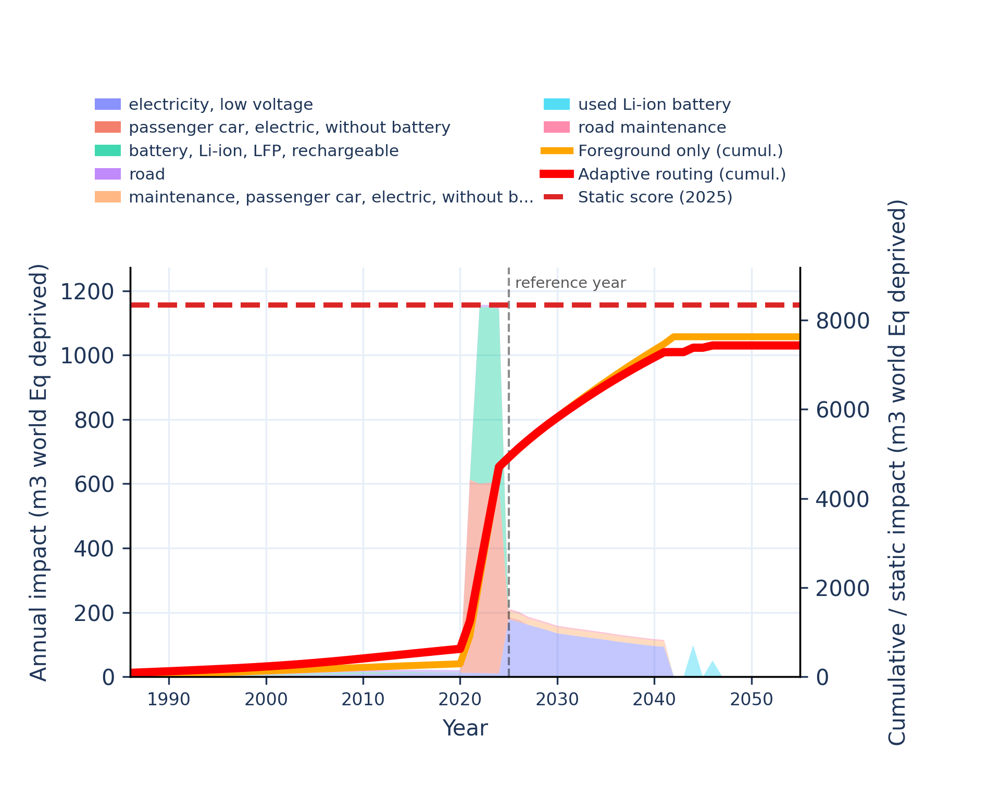 electricity, low voltage
passenger car, electric, without battery
battery, Li-ion, LFP, rechargeable
road
maintenance, passenger car, electric, without b...
used Li-ion battery
road maintenance
Foreground only (cumul.)
Adaptive routing (cumul.)
Static score (2025)
reference year
Annual impact (m3 world Eq deprived)
1200
1000
800
600
400
200
0
8000
6000
4000
2000
0
Cumulative / static impact (m3 world Eq deprived)
1990 2000 2010 2020 2030 2040 2050
Year